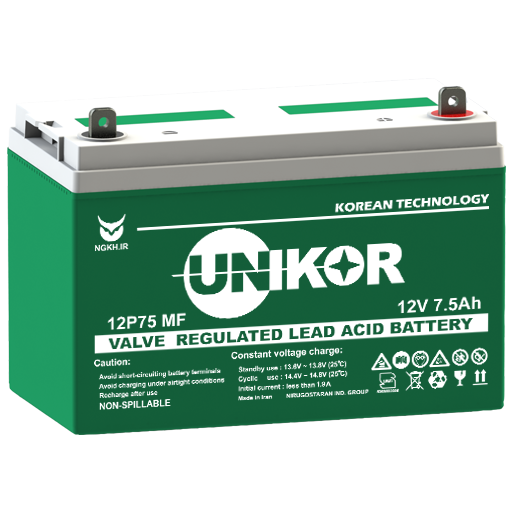 KOREAN TECHNOLOGY
NGKH.IR
UNIKOR
12P75 MF
12V 7.5Ah
VALVE REGULATED LEAD ACID BATTERY
Caution:
Avoid short-circuiting battery terminals
Avoid charging under airtight conditions
Recharge after use
NON-SPILLABLE
Constant voltage charge:
Standby use : 13.6V ~ 13.8V (25°C)
Cyclic use : 14.4V ~ 14.8V (25°C)
Initial current : less than 1.9A
Made in Iran NIRUGOSTARAN IND. GROUP